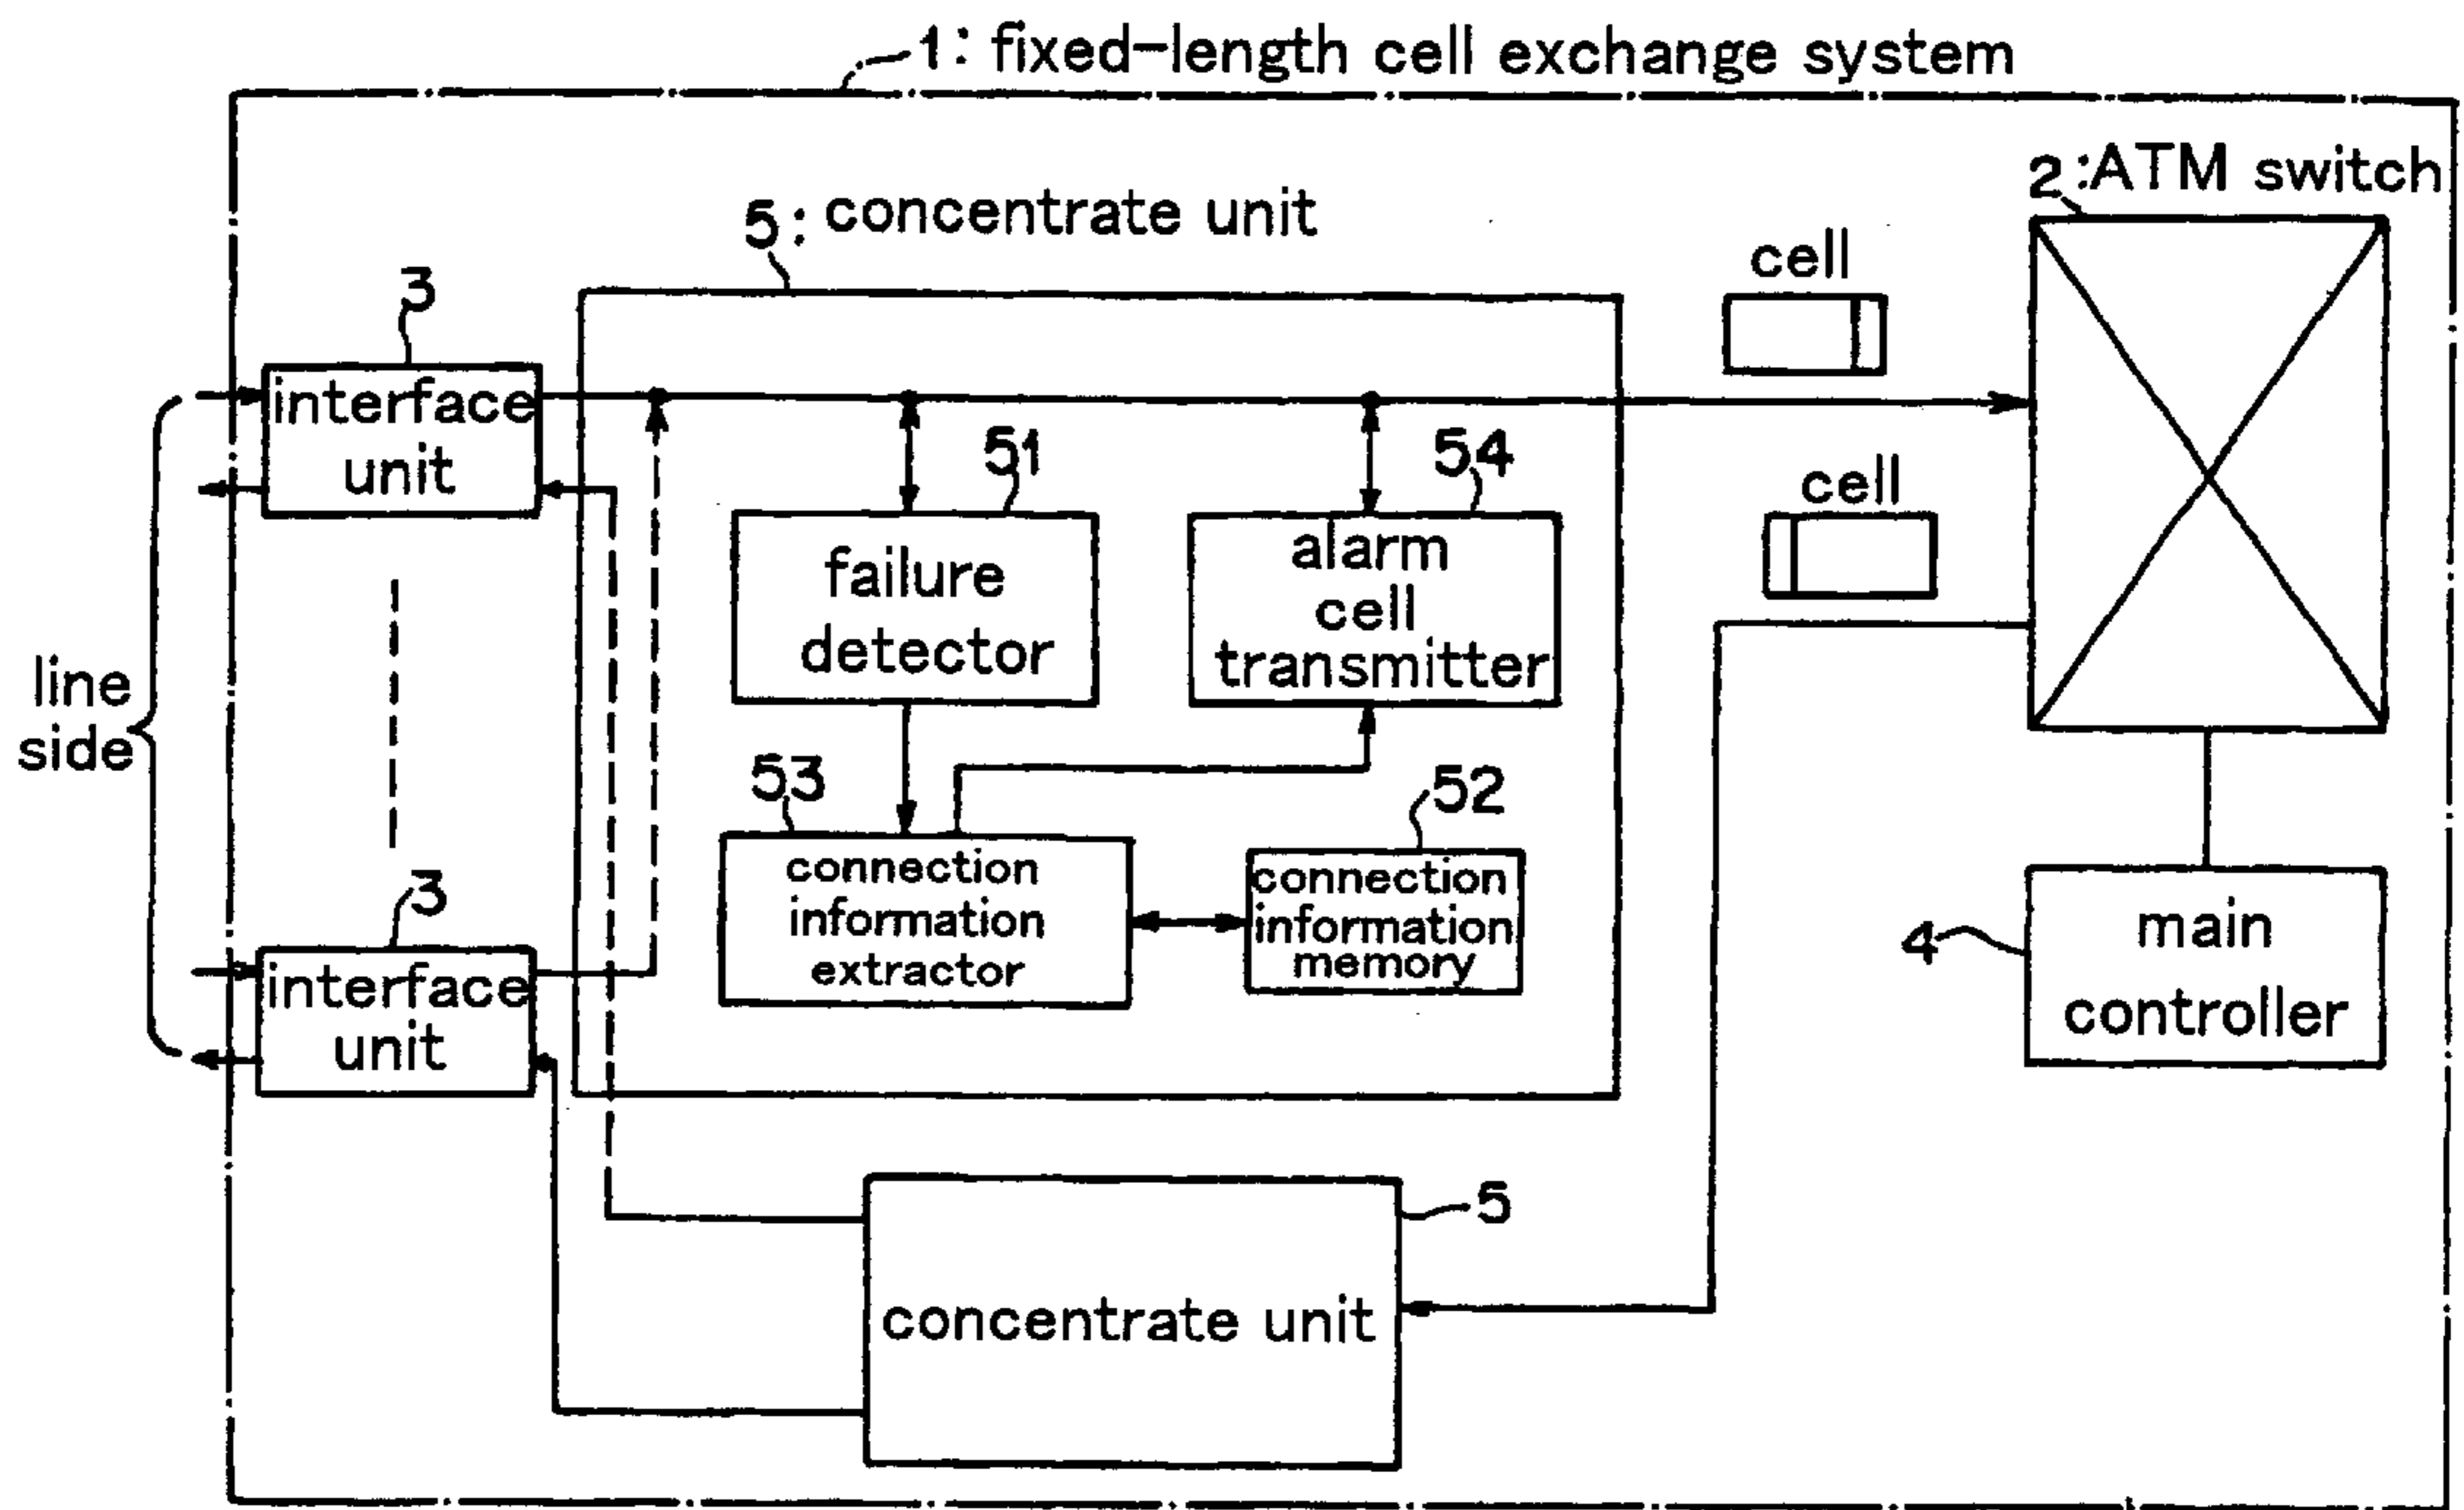 1: fixed-length cell exchange system
2:ATM switch
5: concentrate unit
cell
3
interface
unit
51
54
cell
failure
detector
alarm
cell
transmitter
line
side
53
52
connection
information
extractor
connection
information
memory
3
interface
unit
4
main
controller
5
concentrate unit